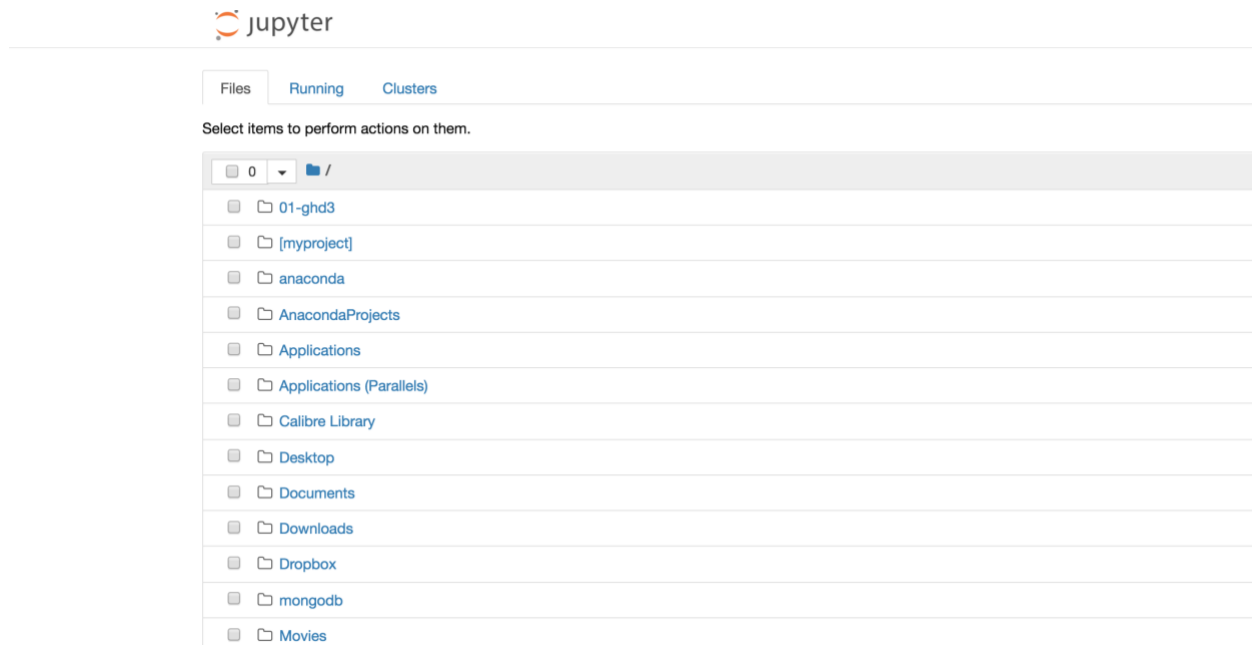 jupyter
Files Running Clusters
Select items to perform actions on them.
0 /
01-ghd3
[myproject]
anaconda
AnacondaProjects
Applications
Applications (Parallels)
Calibre Library
Desktop
Documents
Downloads
Dropbox
mongodb
Movies